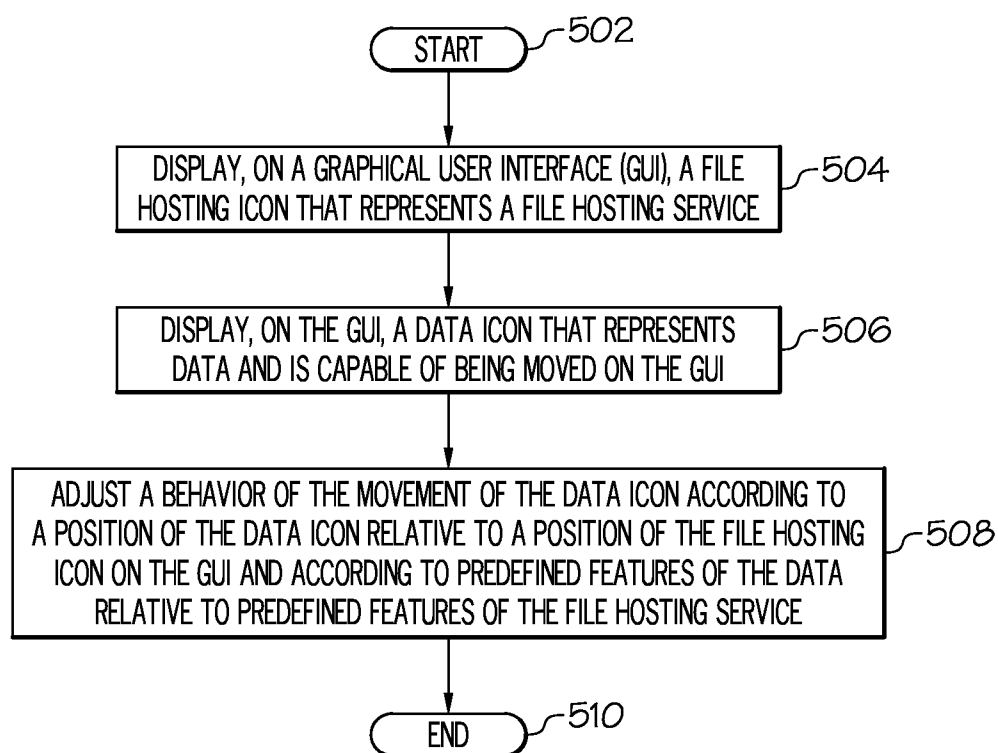 START
502
DISPLAY, ON A GRAPHICAL USER INTERFACE (GUI), A FILE
HOSTING ICON THAT REPRESENTS A FILE HOSTING SERVICE
504
DISPLAY, ON THE GUI, A DATA ICON THAT REPRESENTS
DATA AND IS CAPABLE OF BEING MOVED ON THE GUI
506
ADJUST A BEHAVIOR OF THE MOVEMENT OF THE DATA ICON ACCORDING TO
A POSITION OF THE DATA ICON RELATIVE TO A POSITION OF THE FILE HOSTING
ICON ON THE GUI AND ACCORDING TO PREDEFINED FEATURES OF THE DATA
RELATIVE TO PREDEFINED FEATURES OF THE FILE HOSTING SERVICE
508
END
510